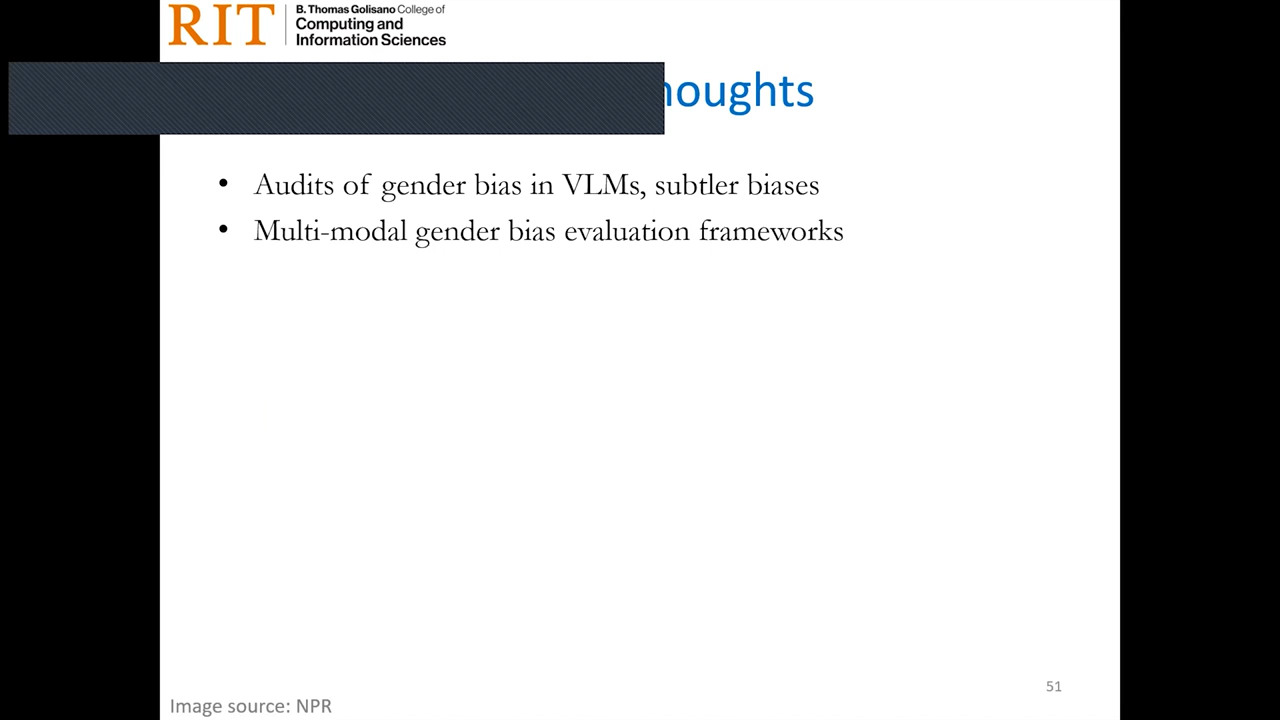 RIT
B. Thomas Golisano College of
Computing and
Information Sciences
houghts
• Audits of gender bias in VLMs, subtler biases
• Multi-modal gender bias evaluation frameworks
51
Image source: NPR